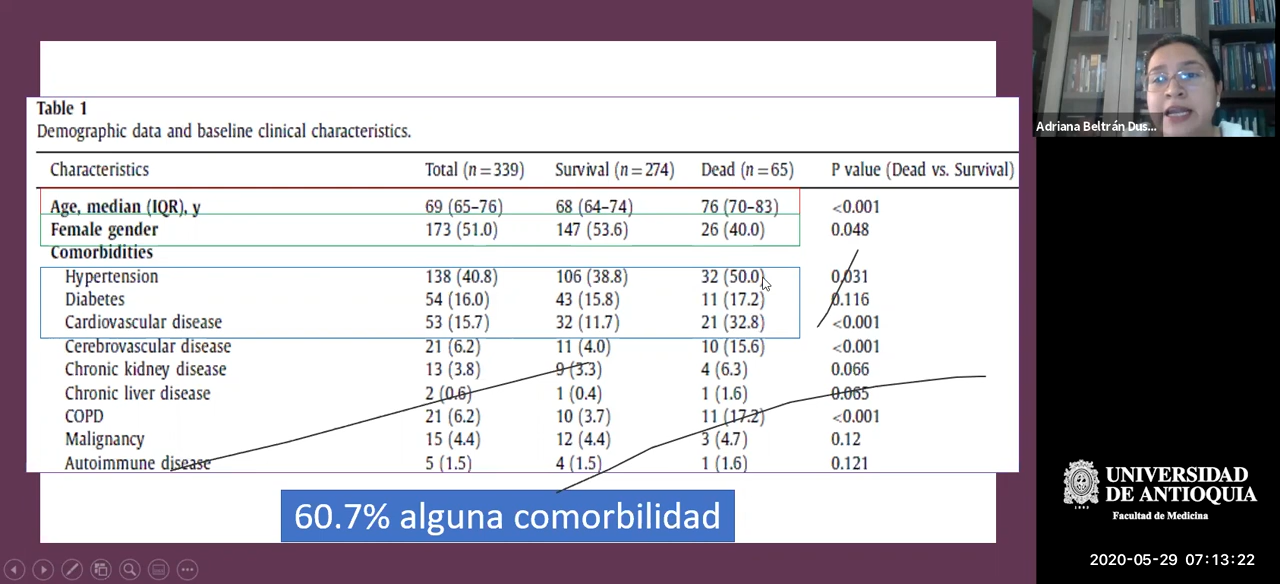 Table 1
Demographic data and baseline clinical characteristics.
Characteristics Total (n=339) Survival (n=274) Dead (n=65) P value (Dead vs. Survival)
Age, median (IQR), y 69 (65–76) 68 (64–74) 76 (70–83) <0.001
Female gender 173 (51.0) 147 (53.6) 26 (40.0) 0.048
Comorbidities
Hypertension 138 (40.8) 106 (38.8) 32 (50.0) 0.031
Diabetes 54 (16.0) 43 (15.8) 11 (17.2) 0.116
Cardiovascular disease 53 (15.7) 32 (11.7) 21 (32.8) <0.001
Cerebrovascular disease 21 (6.2) 11 (4.0) 10 (15.6) <0.001
Chronic kidney disease 13 (3.8) 9 (3.3) 4 (6.3) 0.066
Chronic liver disease 2 (0.6) 1 (0.4) 1 (1.6) 0.065
COPD 21 (6.2) 10 (3.7) 11 (17.2) <0.001
Malignancy 15 (4.4) 12 (4.4) 3 (4.7) 0.12
Autoimmune disease 5 (1.5) 4 (1.5) 1 (1.6) 0.121
60.7% alguna comorbilidad
Adriana Beltrán Dus...
UNIVERSIDAD
DE ANTIOQUIA
Facultad de Medicina
2020-05-29 07:13:22